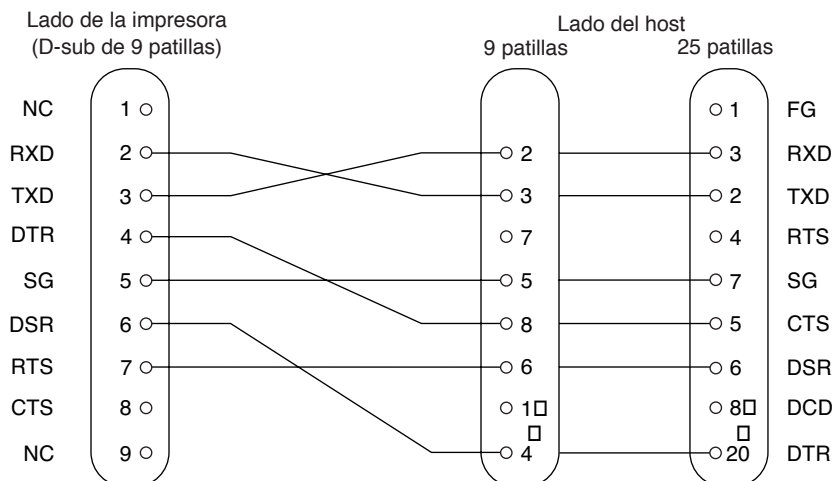 Lado de la impresora
(D-sub de 9 patillas)
Lado del host
9 patillas 25 patillas
NC 1 1 FG
RXD 2 2 3 RXD
TXD 3 3 2 TXD
DTR 4 7 4 RTS
SG 5 5 7 SG
DSR 6 8 5 CTS
RTS 7 6 6 DSR
CTS 8 1 8 DCD
NC 9 4 20 DTR